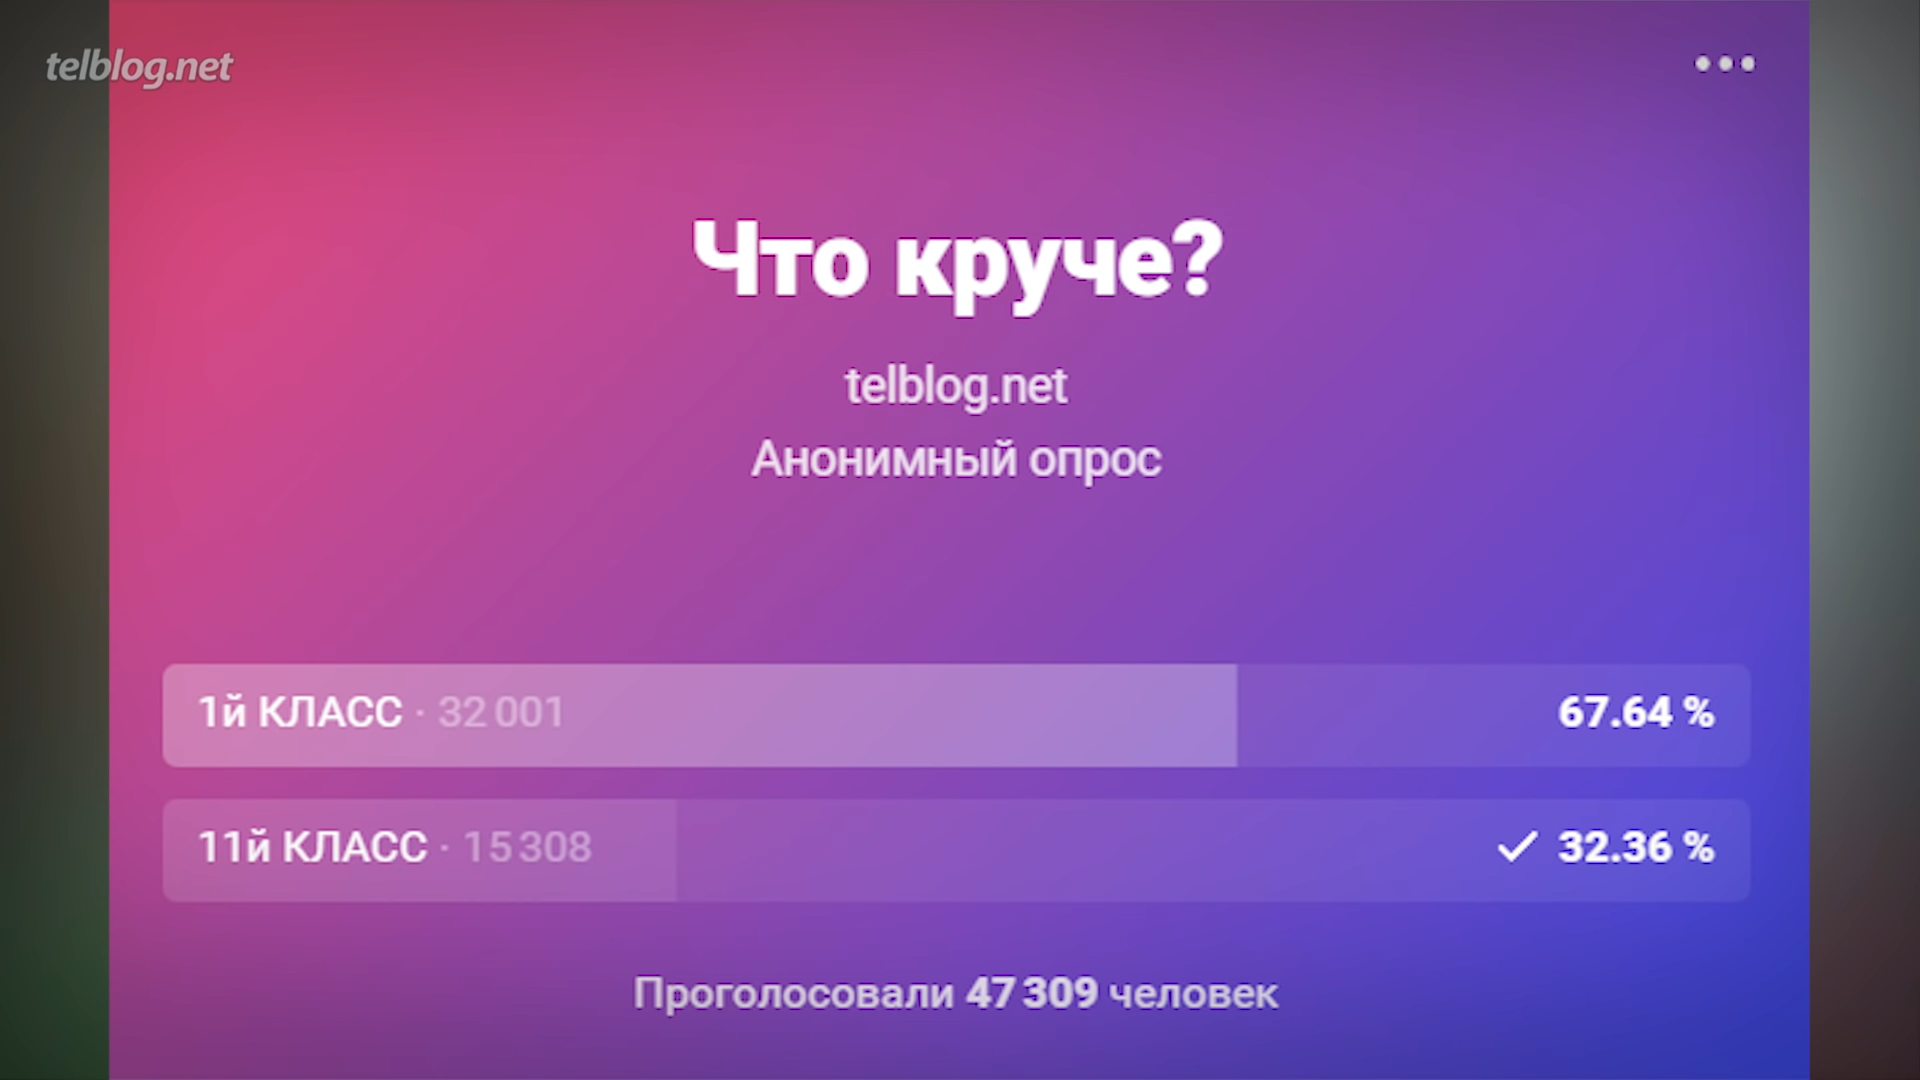 telblog.net
Что круче?
telblog.net
Анонимный опрос
1й КЛАСС · 32 001
67.64 %
11й КЛАСС · 15 308
32.36 %
Проголосовали 47 309 человек